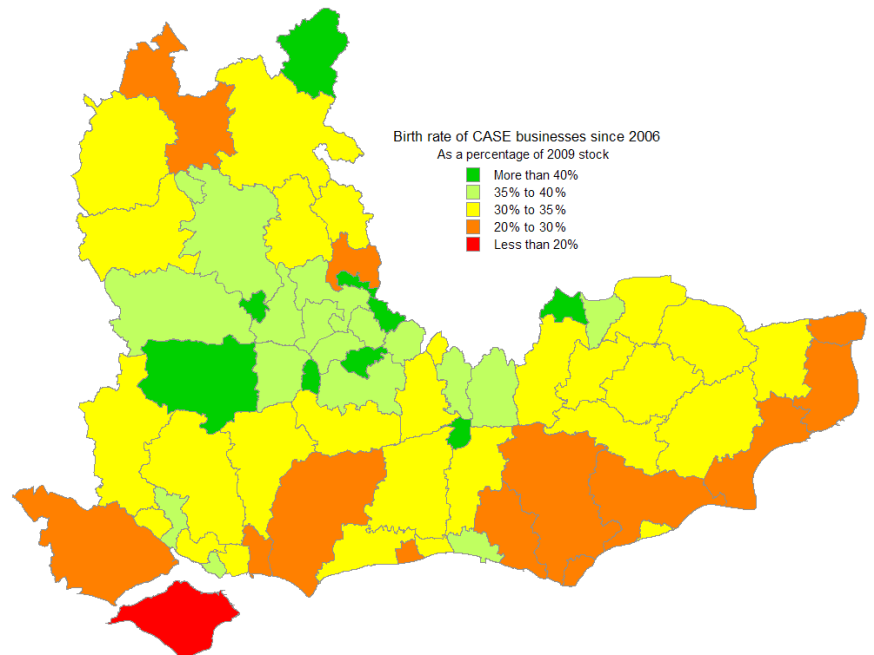 Birth rate of CASE businesses since 2006
As a percentage of 2009 stock
More than 40%
35% to 40%
30% to 35%
20% to 30%
Less than 20%